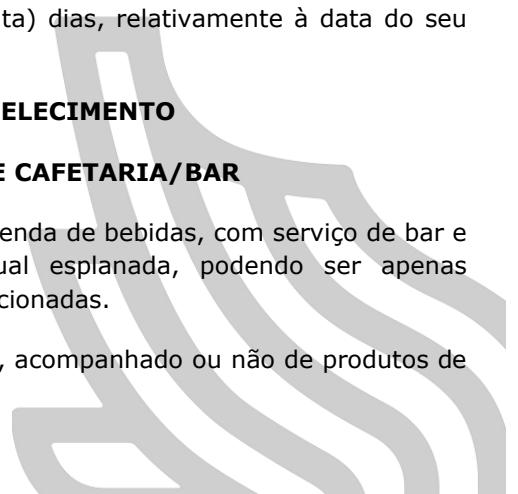 ta) dias, relativamente à data do seu
ELECIMENTO
E CAFETARIA/BAR
enda de bebidas, com serviço de bar e
ual esplanada, podendo ser apenas
cionadas.
, acompanhado ou não de produtos de